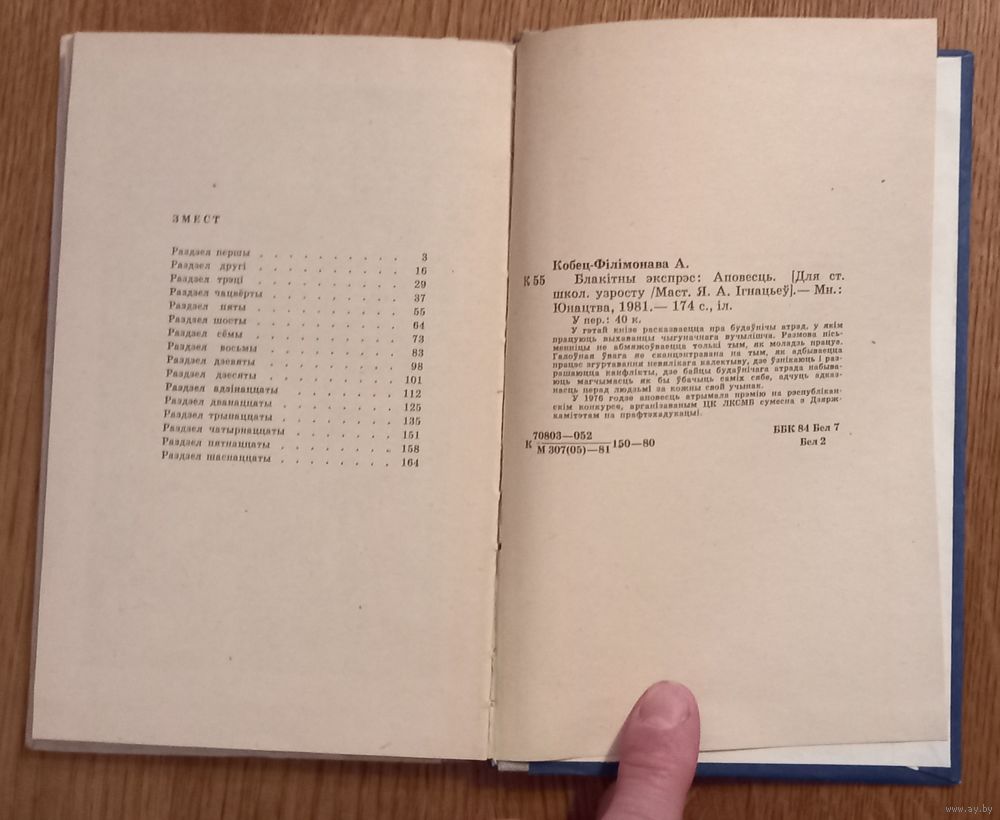 ЗМЕСТ
Раздзел першы . . . . . . . . . . 3
Раздзел другі . . . . . . . . . . 16
Раздзел трэці . . . . . . . . . . 29
Раздзел чацвёрты . . . . . . . . . 37
Раздзел пяты . . . . . . . . . . 55
Раздзел шосты . . . . . . . . . . 64
Раздзел сёмы . . . . . . . . . . 73
Раздзел восьмы . . . . . . . . . . 83
Раздзел дзевяты . . . . . . . . . . 98
Раздзел дзесяты . . . . . . . . . 101
Раздзел адзінаццаты . . . . . . . . 112
Раздзел дванаццаты . . . . . . . . 125
Раздзел трынаццаты . . . . . . . . 135
Раздзел чатырнаццаты . . . . . . . 151
Раздзел пятнаццаты . . . . . . . . 158
Раздзел шаснаццаты . . . . . . . . 164
Кобец-Філімонава А.
К 55 Блакітны экспрэс: Аповесць. [Для ст.
школ. узросту /Маст. Я. А. Ігнацьеў].— Мн.:
Юнацтва, 1981.— 174 с., іл.
У пер.: 40 к.
У гэтай кнізе расказваецца пра будаўнічы атрад, у якім
працуюць выхаванцы чыгуначнага вучылішча. Размова пісь-
менніцы не абмяжоўваецца толькі тым, як моладзь працуе.
Галоўная ўвага не сканцэнтравана на тым, як адбываецца
працэс згуртавання невялікага калектыву, дзе ўзнікаюць і раз-
рашаюцца канфлікты, дзе байцы будаўнічага атрада набыва-
юць магчымасць як бы ўбачыць саміх сябе, адчуць адказ-
насць перад людзьмі за кожны свой учынак.
У 1976 годзе аповесць атрымала прэмію на рэспублікан-
скім конкурсе, арганізаваным ЦК ЛКСМБ сумесна з Дзярж-
камітэтам па прафтэхадукацыі.
К 70803—052
М 307(05)—81 150—80
ББК 84 Бел 7
Бел 2
www.ay.by